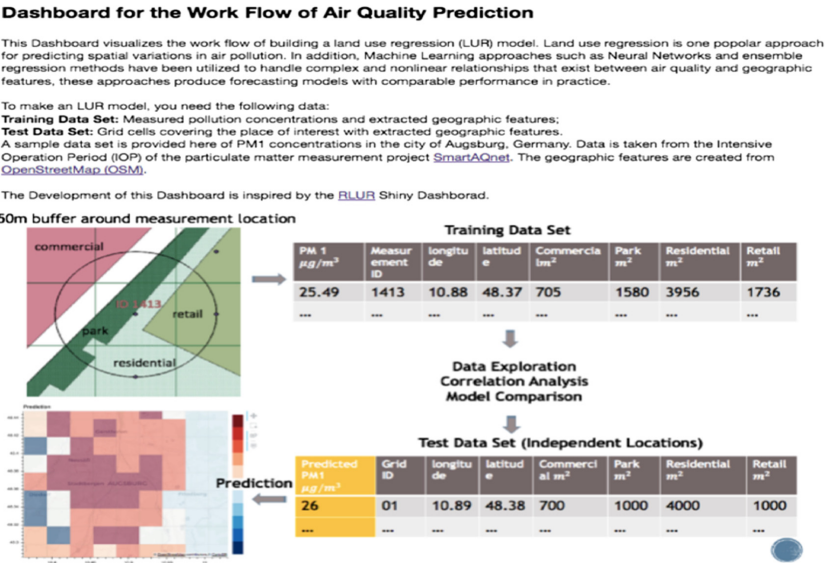 Dashboard for the Work Flow of Air Quality Prediction
This Dashboard visualizes the work flow of building a land use regression (LUR) model. Land use regression is one popolar approach
for predicting spatial variations in air pollution. In addition, Machine Learning approaches such as Neural Networks and ensemble
regression methods have been utilized to handle complex and nonlinear relationships that exist between air quality and geographic
features, these approaches produce forecasting models with comparable performance in practice.
To make an LUR model, you need the following data:
Training Data Set: Measured pollution concentrations and extracted geographic features;
Test Data Set: Grid cells covering the place of interest with extracted geographic features.
A sample data set is provided here of PM1 concentrations in the city of Augsburg, Germany. Data is taken from the Intensive
Operation Period (IOP) of the particulate matter measurement project SmartAQnet. The geographic features are created from
OpenStreetMap (OSM).
The Development of this Dashboard is inspired by the RLUR Shiny Dashborad.
50m buffer around measurement location
commercial
1413
retail
park
residential
Training Data Set
PM 1 Measur longitu latitud Commercia Park Residential Retail
μg/m³ ement de e lm² m² m² m²
ID
25.49 1413 10.88 48.37 705 1580 3956 1736
... ... ... ... ... ... ... ...
Data Exploration
Correlation Analysis
Model Comparison
Test Data Set (Independent Locations)
Predicted Grid longitu latitud Commerci Park Residential Retail
PM1 ID de e al m² m² m² m²
μg/m³
26 01 10.89 48.38 700 1000 4000 1000
... ... ... ... ... ... ... ...
Prediction
Prediction